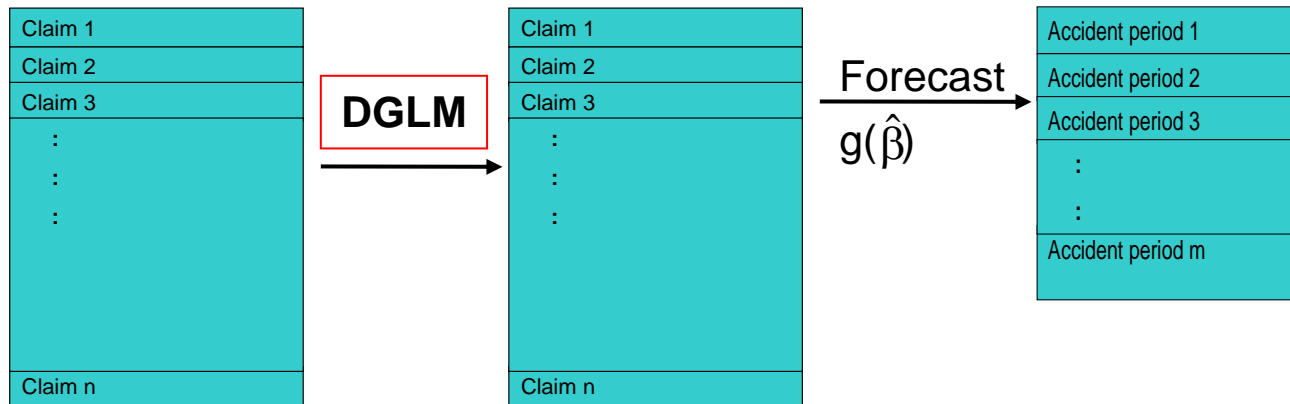 Claim 1
Claim 2
Claim 3
:
:
:
Claim n
DGLM
Claim 1
Claim 2
Claim 3
:
:
:
Claim n
Forecast
g(β̂)
Accident period 1
Accident period 2
Accident period 3
:
:
Accident period m